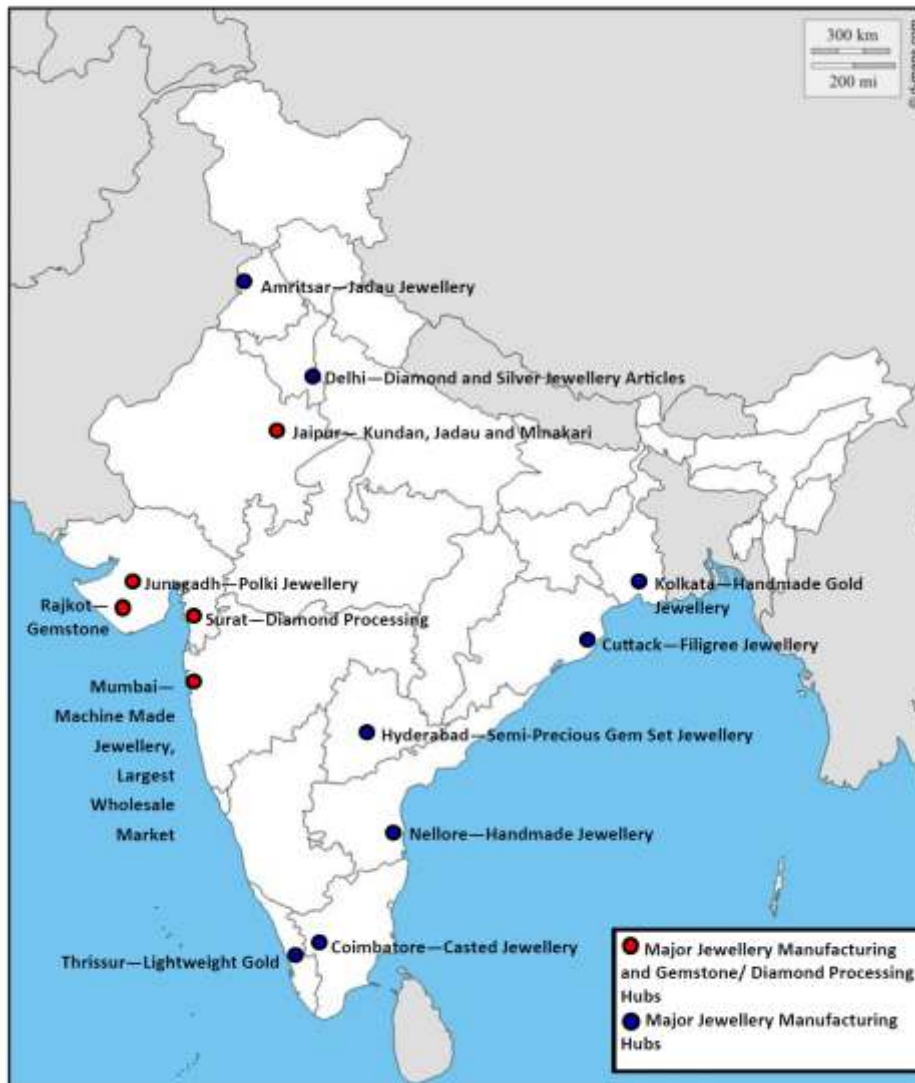 300 km
200 mi
Amritsar—Jadau Jewellery
Delhi—Diamond and Silver Jewellery Articles
Jaipur— Kundan, Jadau and Minakari
Junagadh—Polki Jewellery
Rajkot—
Gemstone
Surat—Diamond Processing
Kolkata—Handmade Gold
Jewellery
Cuttack—Filigree Jewellery
Mumbai—
Machine Made
Jewellery,
Largest
Wholesale
Market
Hyderabad—Semi-Precious Gem Set Jewellery
Nellore—Handmade Jewellery
Coimbatore—Casted Jewellery
Thrissur—Lightweight Gold
Major Jewellery Manufacturing
and Gemstone/ Diamond Processing
Hubs
Major Jewellery Manufacturing
Hubs